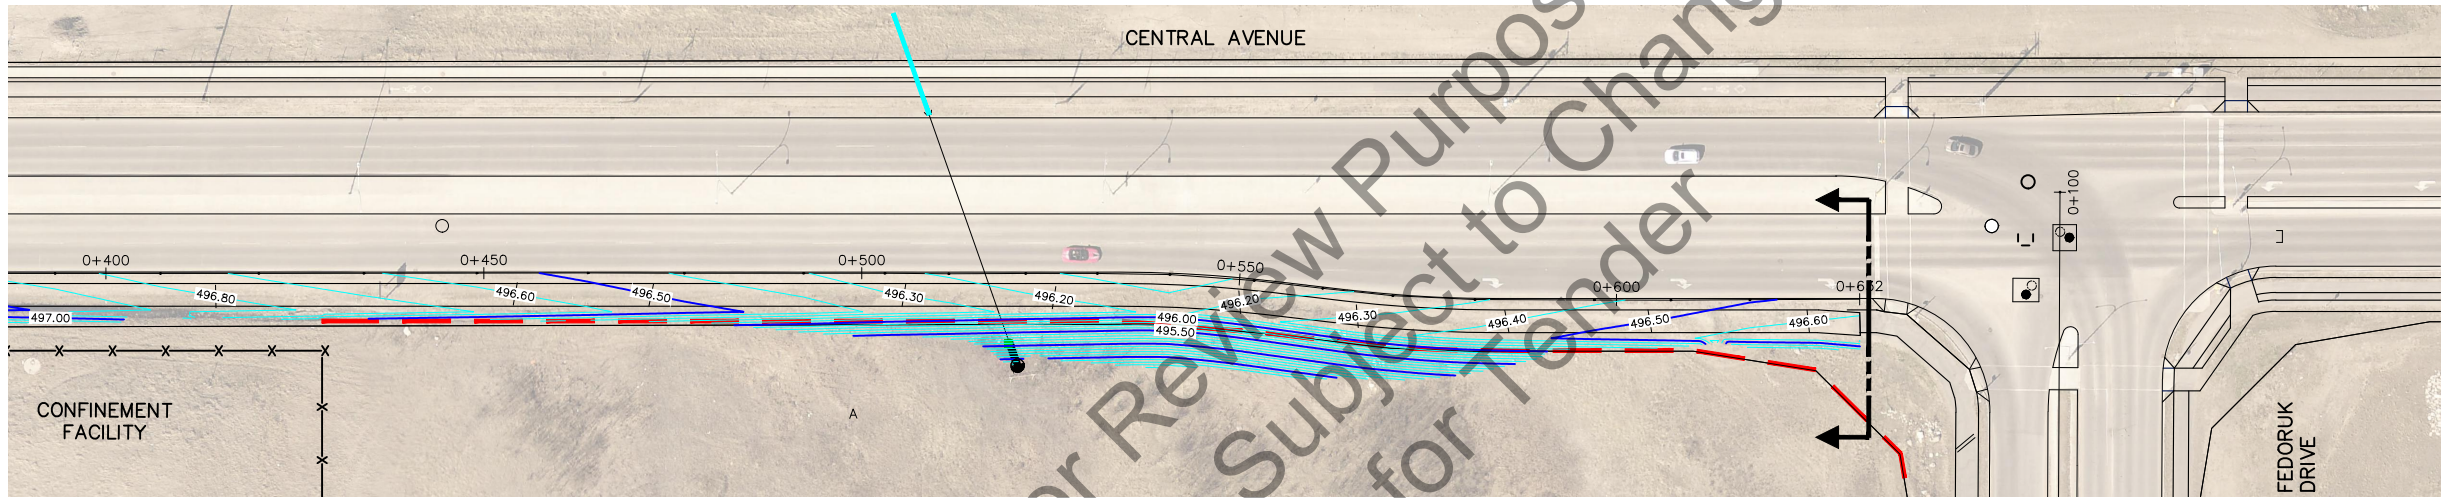 CENTRAL AVENUE
0+100
0+400
0+450
0+500
0+550
0+600
0+652
496.80
496.60
496.50
496.30
496.20
496.20
496.30
496.40
496.50
496.60
497.00
496.00
495.50
CONFINEMENT
FACILITY
A
FEDORUK
DRIVE
or Review Purpos
Subject to Chang
for Tender